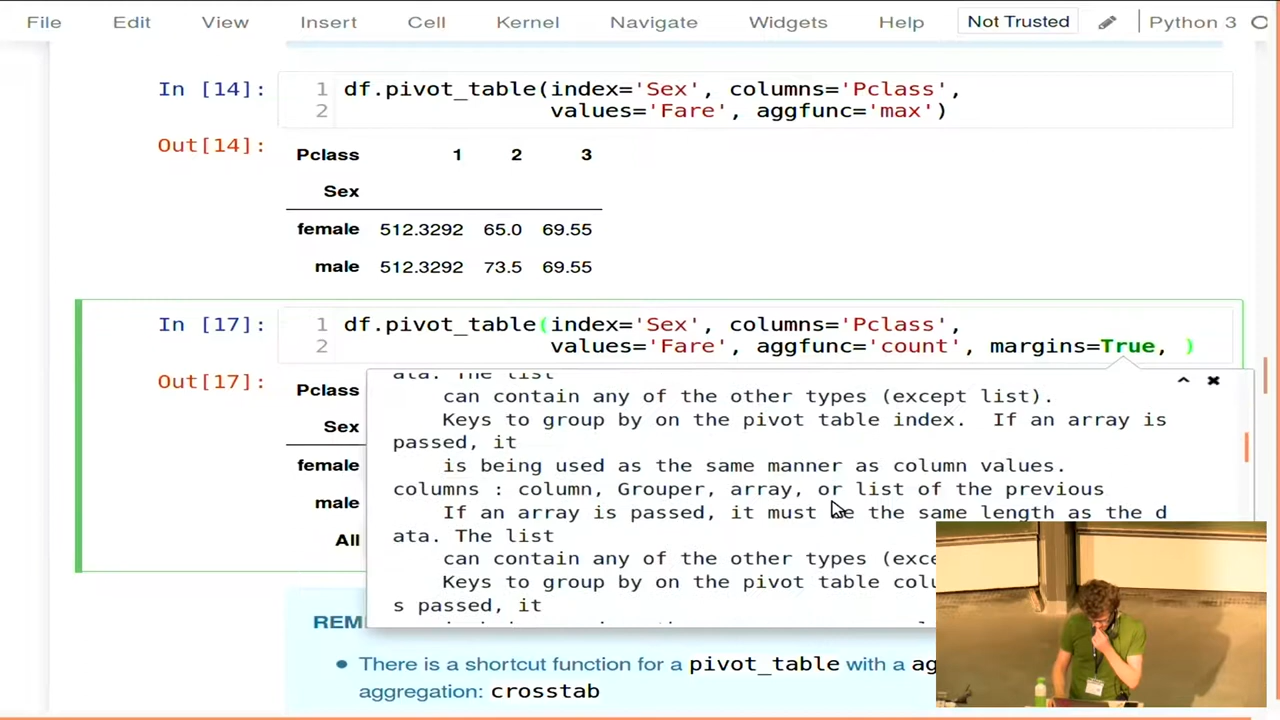 File Edit View Insert Cell Kernel Navigate Widgets Help Not Trusted Python 3
In [14]: 1 df.pivot_table(index='Sex', columns='Pclass',
2 values='Fare', aggfunc='max')
Out[14]:
Pclass 1 2 3
Sex
female 512.3292 65.0 69.55
male 512.3292 73.5 69.55
In [17]: 1 df.pivot_table(index='Sex', columns='Pclass',
2 values='Fare', aggfunc='count', margins=True, )
Out[17]:
Pclass
Sex
female
male
All
ata. The list
can contain any of the other types (except list).
Keys to group by on the pivot table index. If an array is
passed, it
is being used as the same manner as column values.
columns : column, Grouper, array, or list of the previous
If an array is passed, it must be the same length as the d
ata. The list
can contain any of the other types (exce
Keys to group by on the pivot table colu
s passed, it
REM
• There is a shortcut function for a pivot_table with a ag
aggregation: crosstab